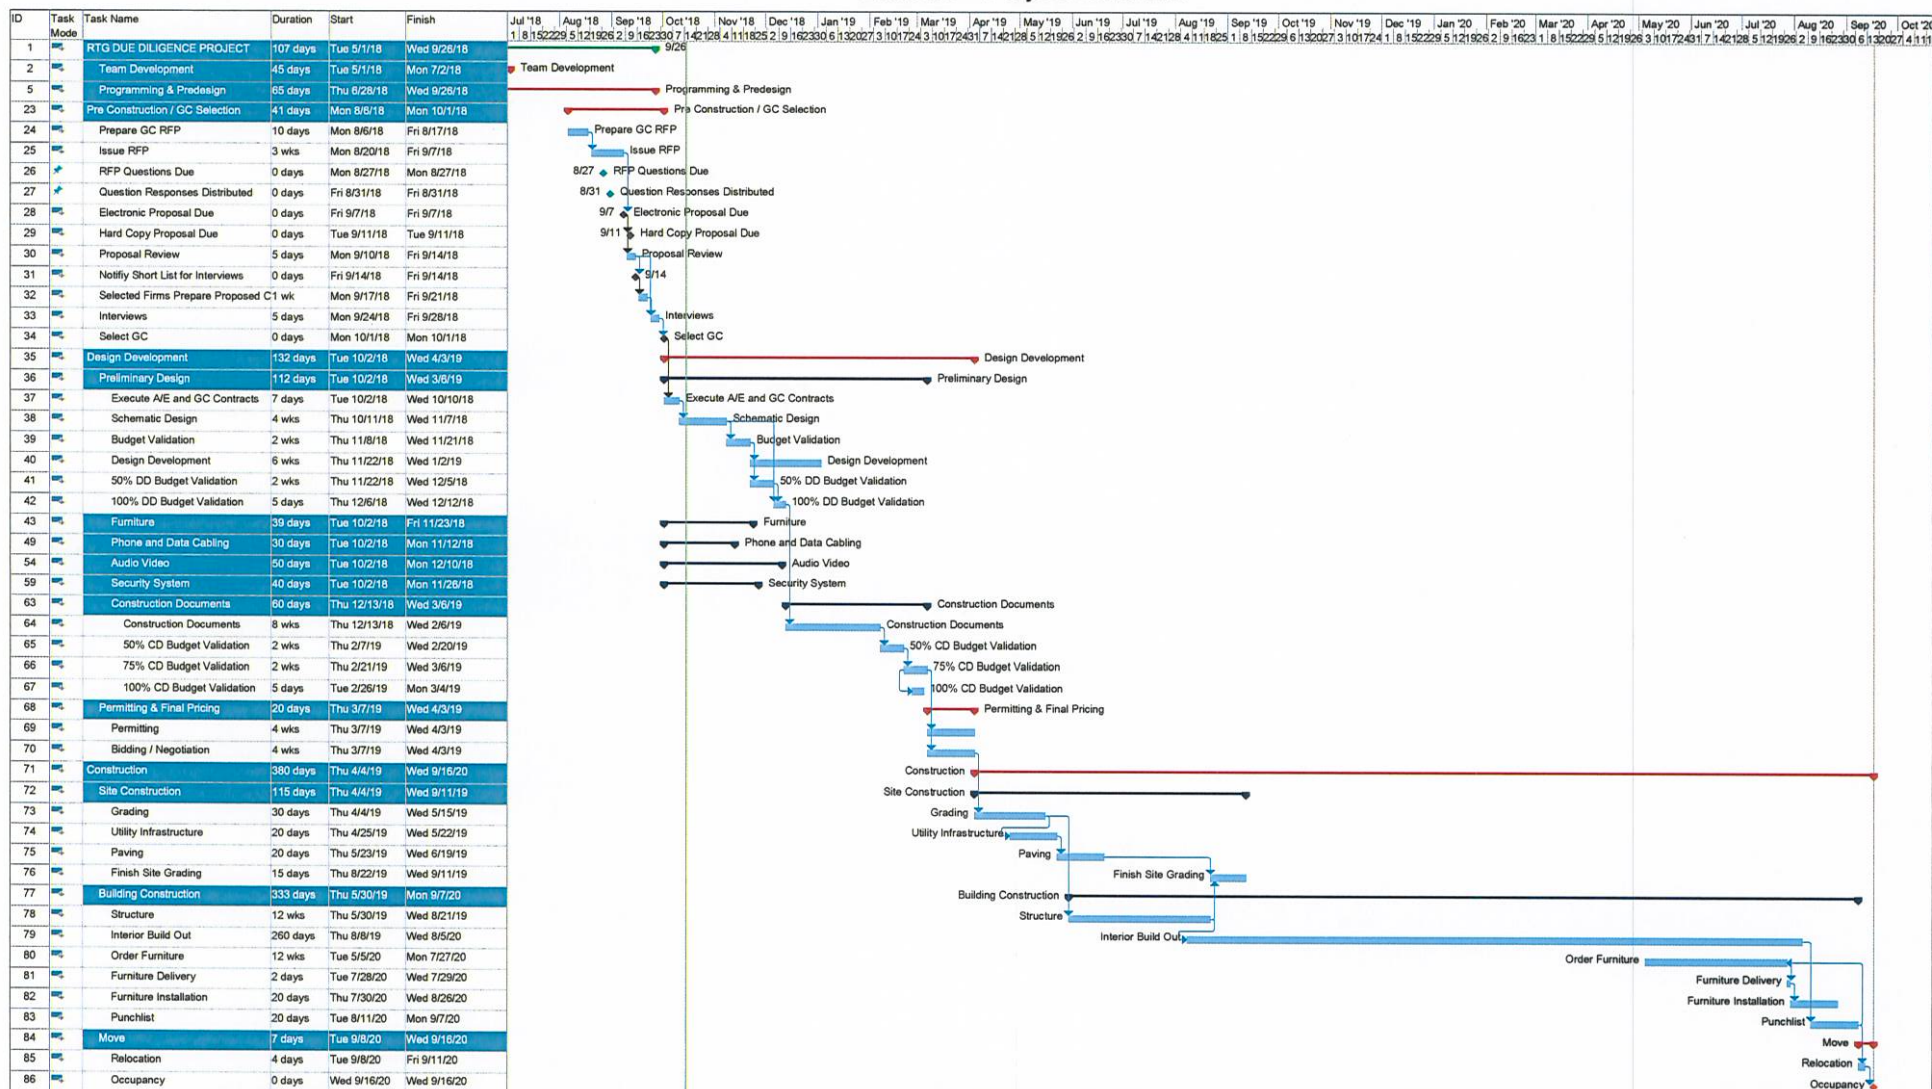 ID Task Mode Task Name Duration Start Finish Jul '18 Aug '18 Sep '18 Oct '18 Nov '18 Dec '18 Jan '19 Feb '19 Mar '19 Apr '19 May '19 Jun '19 Jul '19 Aug '19 Sep '19 Oct '19 Nov '19 Dec '19 Jan '20 Feb '20 Mar '20 Apr '20 May '20 Jun '20 Jul '20 Aug '20 Sep '20 Oct '20
1 RTG DUE DILIGENCE PROJECT 107 days Tue 5/1/18 Wed 9/26/18 9/26
2 Team Development 45 days Tue 5/1/18 Mon 7/2/18 Team Development
5 Programming & Predesign 65 days Thu 6/28/18 Wed 9/26/18 Programming & Predesign
23 Pre Construction / GC Selection 41 days Mon 8/6/18 Mon 10/1/18 Pre Construction / GC Selection
24 Prepare GC RFP 10 days Mon 8/6/18 Fri 8/17/18 Prepare GC RFP
25 Issue RFP 3 wks Mon 8/20/18 Fri 9/7/18 Issue RFP
26 RFP Questions Due 0 days Mon 8/27/18 Mon 8/27/18 8/27 RFP Questions Due
27 Question Responses Distributed 0 days Fri 8/31/18 Fri 8/31/18 8/31 Question Responses Distributed
28 Electronic Proposal Due 0 days Fri 9/7/18 Fri 9/7/18 9/7 Electronic Proposal Due
29 Hard Copy Proposal Due 0 days Tue 9/11/18 Tue 9/11/18 9/11 Hard Copy Proposal Due
30 Proposal Review 5 days Mon 9/10/18 Fri 9/14/18 Proposal Review
31 Notifiy Short List for Interviews 0 days Fri 9/14/18 Fri 9/14/18 9/14
32 Selected Firms Prepare Proposed C 1 wk Mon 9/17/18 Fri 9/21/18
33 Interviews 5 days Mon 9/24/18 Fri 9/28/18 Interviews
34 Select GC 0 days Mon 10/1/18 Mon 10/1/18 Select GC
35 Design Development 132 days Tue 10/2/18 Wed 4/3/19 Design Development
36 Preliminary Design 112 days Tue 10/2/18 Wed 3/6/19 Preliminary Design
37 Execute A/E and GC Contracts 7 days Tue 10/2/18 Wed 10/10/18 Execute A/E and GC Contracts
38 Schematic Design 4 wks Thu 10/11/18 Wed 11/7/18 Schematic Design
39 Budget Validation 2 wks Thu 11/8/18 Wed 11/21/18 Budget Validation
40 Design Development 6 wks Thu 11/22/18 Wed 1/2/19 Design Development
41 50% DD Budget Validation 2 wks Thu 11/22/18 Wed 12/5/18 50% DD Budget Validation
42 100% DD Budget Validation 5 days Thu 12/6/18 Wed 12/12/18 100% DD Budget Validation
43 Furniture 39 days Tue 10/2/18 Fri 11/23/18 Furniture
49 Phone and Data Cabling 30 days Tue 10/2/18 Mon 11/12/18 Phone and Data Cabling
54 Audio Video 50 days Tue 10/2/18 Mon 12/10/18 Audio Video
59 Security System 40 days Tue 10/2/18 Mon 11/26/18 Security System
63 Construction Documents 60 days Thu 12/13/18 Wed 3/6/19 Construction Documents
64 Construction Documents 8 wks Thu 12/13/18 Wed 2/6/19 Construction Documents
65 50% CD Budget Validation 2 wks Thu 2/7/19 Wed 2/20/19 50% CD Budget Validation
66 75% CD Budget Validation 2 wks Thu 2/21/19 Wed 3/6/19 75% CD Budget Validation
67 100% CD Budget Validation 5 days Tue 2/26/19 Mon 3/4/19 100% CD Budget Validation
68 Permitting & Final Pricing 20 days Thu 3/7/19 Wed 4/3/19 Permitting & Final Pricing
69 Permitting 4 wks Thu 3/7/19 Wed 4/3/19
70 Bidding / Negotiation 4 wks Thu 3/7/19 Wed 4/3/19
71 Construction 380 days Thu 4/4/19 Wed 9/16/20 Construction
72 Site Construction 115 days Thu 4/4/19 Wed 9/11/19 Site Construction
73 Grading 30 days Thu 4/4/19 Wed 5/15/19 Grading
74 Utility Infrastructure 20 days Thu 4/25/19 Wed 5/22/19 Utility Infrastructure
75 Paving 20 days Thu 5/23/19 Wed 6/19/19 Paving
76 Finish Site Grading 15 days Thu 8/22/19 Wed 9/11/19 Finish Site Grading
77 Building Construction 333 days Thu 5/30/19 Mon 9/7/20 Building Construction
78 Structure 12 wks Thu 5/30/19 Wed 8/21/19 Structure
79 Interior Build Out 260 days Thu 8/8/19 Wed 8/5/20 Interior Build Out
80 Order Furniture 12 wks Tue 5/5/20 Mon 7/27/20 Order Furniture
81 Furniture Delivery 2 days Tue 7/28/20 Wed 7/29/20 Furniture Delivery
82 Furniture Installation 20 days Thu 7/30/20 Wed 8/26/20 Furniture Installation
83 Punchlist 20 days Tue 8/11/20 Mon 9/7/20 Punchlist
84 Move 7 days Tue 9/8/20 Wed 9/16/20 Move
85 Relocation 4 days Tue 9/8/20 Fri 9/11/20 Relocation
86 Occupancy 0 days Wed 9/16/20 Wed 9/16/20 Occupancy